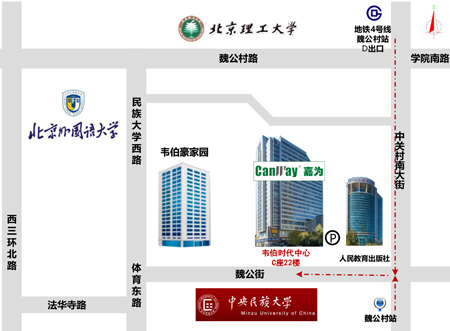 北京理工大学
地铁4号线
魏公村站
D出口
魏公村路
学院南路
北京外国语大学
民族大学西路
韦伯豪家园
CanWay 嘉为
中关村南大街
西三环北路
韦伯时代中心
C座22楼
P
人民教育出版社
体育东路
魏公街
法华寺路
中央民族大学
Minzu University of China
魏公村站